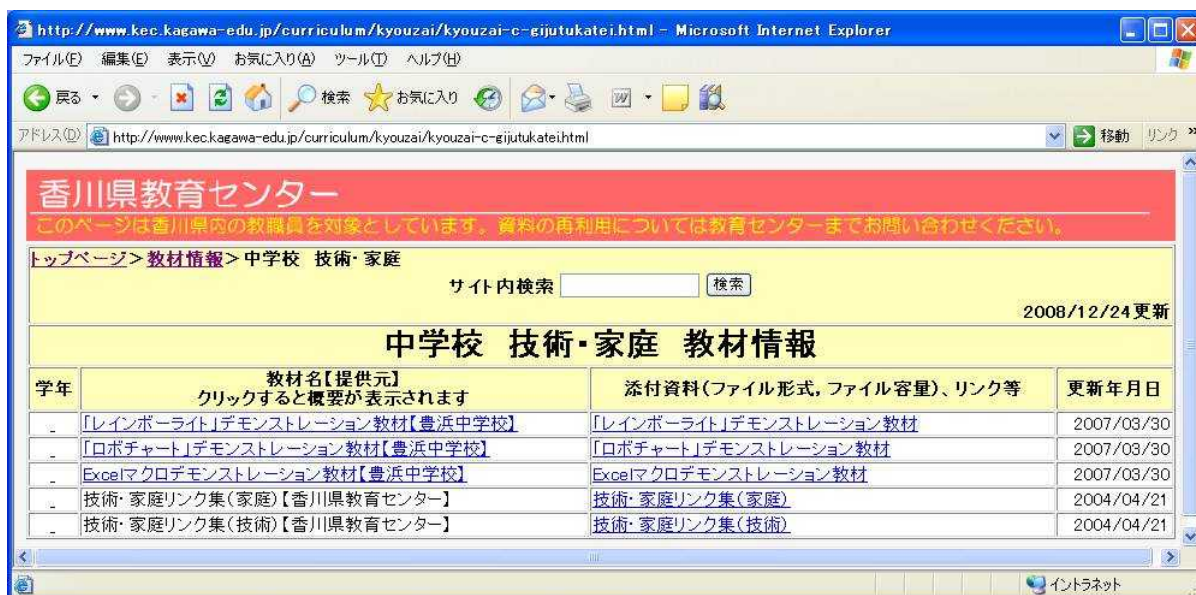 http://www.kec.kagawa-edu.jp/curriculum/kyouzai/kyouzai-c-gijutukatei.html - Microsoft Internet Explorer
ファイル(F) 編集(E) 表示(V) お気に入り(A) ツール(T) ヘルプ(H)
戻る 検索 お気に入り
アドレス(D) http://www.kec.kagawa-edu.jp/curriculum/kyouzai/kyouzai-c-gijutukatei.html 移動 リンク »
香川県教育センター
このページは香川県内の教職員を対象としています。資料の再利用については教育センターまでお問い合わせください。
トップページ>教材情報>中学校 技術・家庭
サイト内検索 検索
2008/12/24更新
中学校 技術・家庭 教材情報
学年 教材名【提供元】 クリックすると概要が表示されます 添付資料(ファイル形式,ファイル容量)、リンク等 更新年月日
- 「レインボーライト」デモンストレーション教材【豊浜中学校】 「レインボーライト」デモンストレーション教材 2007/03/30
- 「ロボチャート」デモンストレーション教材【豊浜中学校】 「ロボチャート」デモンストレーション教材 2007/03/30
- Excelマクロデモンストレーション教材【豊浜中学校】 Excelマクロデモンストレーション教材 2007/03/30
- 技術・家庭リンク集(家庭)【香川県教育センター】 技術・家庭リンク集(家庭) 2004/04/21
- 技術・家庭リンク集(技術)【香川県教育センター】 技術・家庭リンク集(技術) 2004/04/21
イントラネット